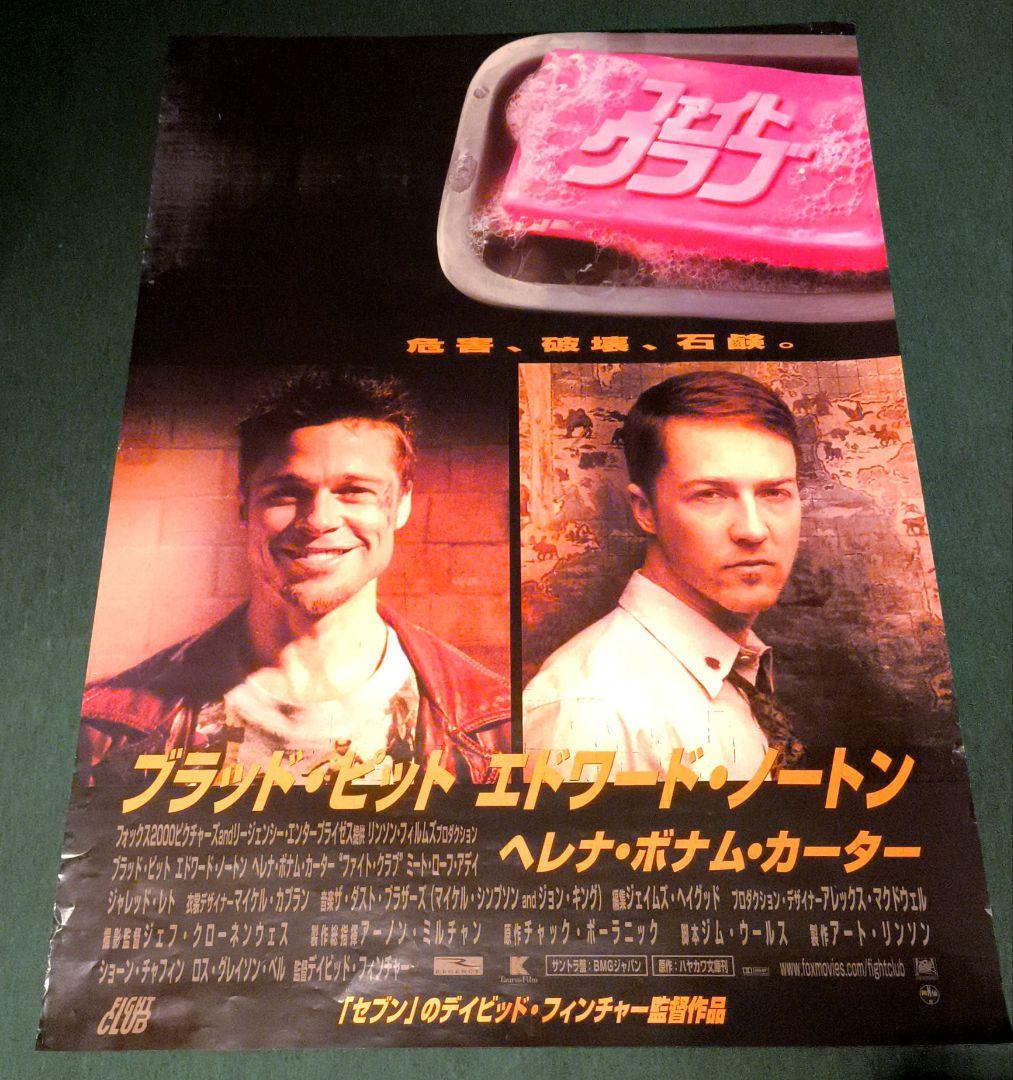 ファイト
クラブ
危害、破壊、石鹸。
ブラッド・ピット エドワード・ノートン
ヘレナ・ボナム・カーター
フォックス2000ピクチャーズandリージェンシー・エンタープライゼス提供 リンソン・フィルムズプロダクション
ブラッド・ピット エドワード・ノートン ヘレナ・ボナム・カーター “ファイト・クラブ” ミート・ローフ・アディ
ジャレッド・レト 衣装デザイナーマイケル・カプラン 音楽ザ・ダスト・ブラザーズ (マイケル・シンプソン and ジョン・キング) 編集ジェイムズ・ヘイグッド プロダクション・デザイナーアレックス・マクドウェル
撮影監督ジェフ・クローネンウェス 製作総指揮アーノン・ミルチャン 原作チャック・ポーラニック 脚本ジム・ウールス 製作アート・リンソン
ショーン・チャフィン ロス・グレイソン・ベル 監督デイビッド・フィンチャー REGENCY Taurus Film サントラ盤：BMGジャパン 原作：ハヤカワ文庫刊 www.foxmovies.com/fightclub
FIGHT
CLUB
「セブン」のデイビッド・フィンチャー監督作品